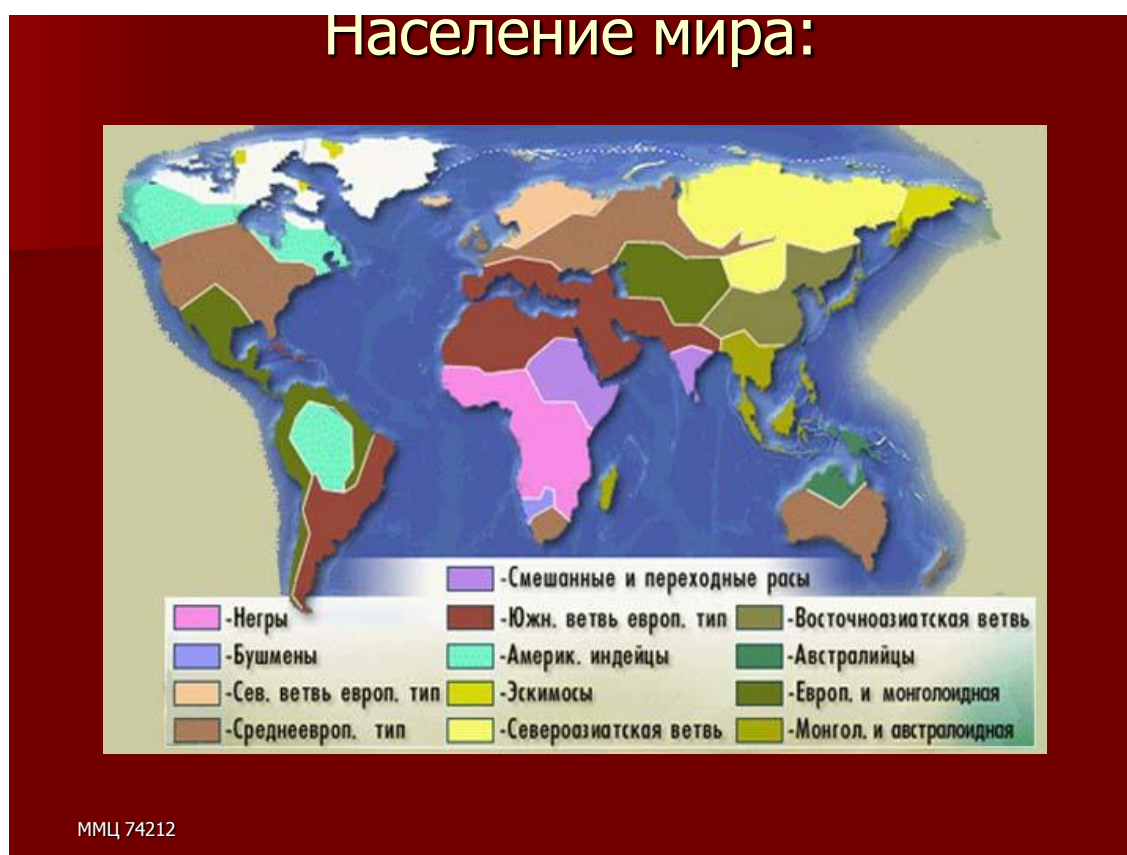 Население мира:
-Смешанные и переходные расы
-Негры
-Южн. ветвь европ. тип
-Восточноазиатская ветвь
-Бушмены
-Америк. индейцы
-Австралийцы
-Сев. ветвь европ. тип
-Эскимосы
-Европ. и монголоидная
-Среднеевроп. тип
-Североазиатская ветвь
-Монгол. и австралоидная
ММЦ 74212